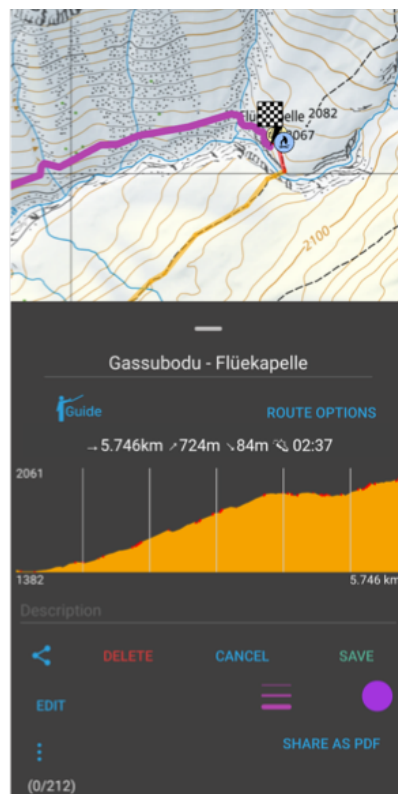 Flüekapelle 2082
2067
2100
Gassubodu - Flüekapelle
Guide
ROUTE OPTIONS
→5.746km ↗724m ↘84m 02:37
2061
1382
5.746 km
Description
DELETE
CANCEL
SAVE
EDIT
SHARE AS PDF
(0/212)